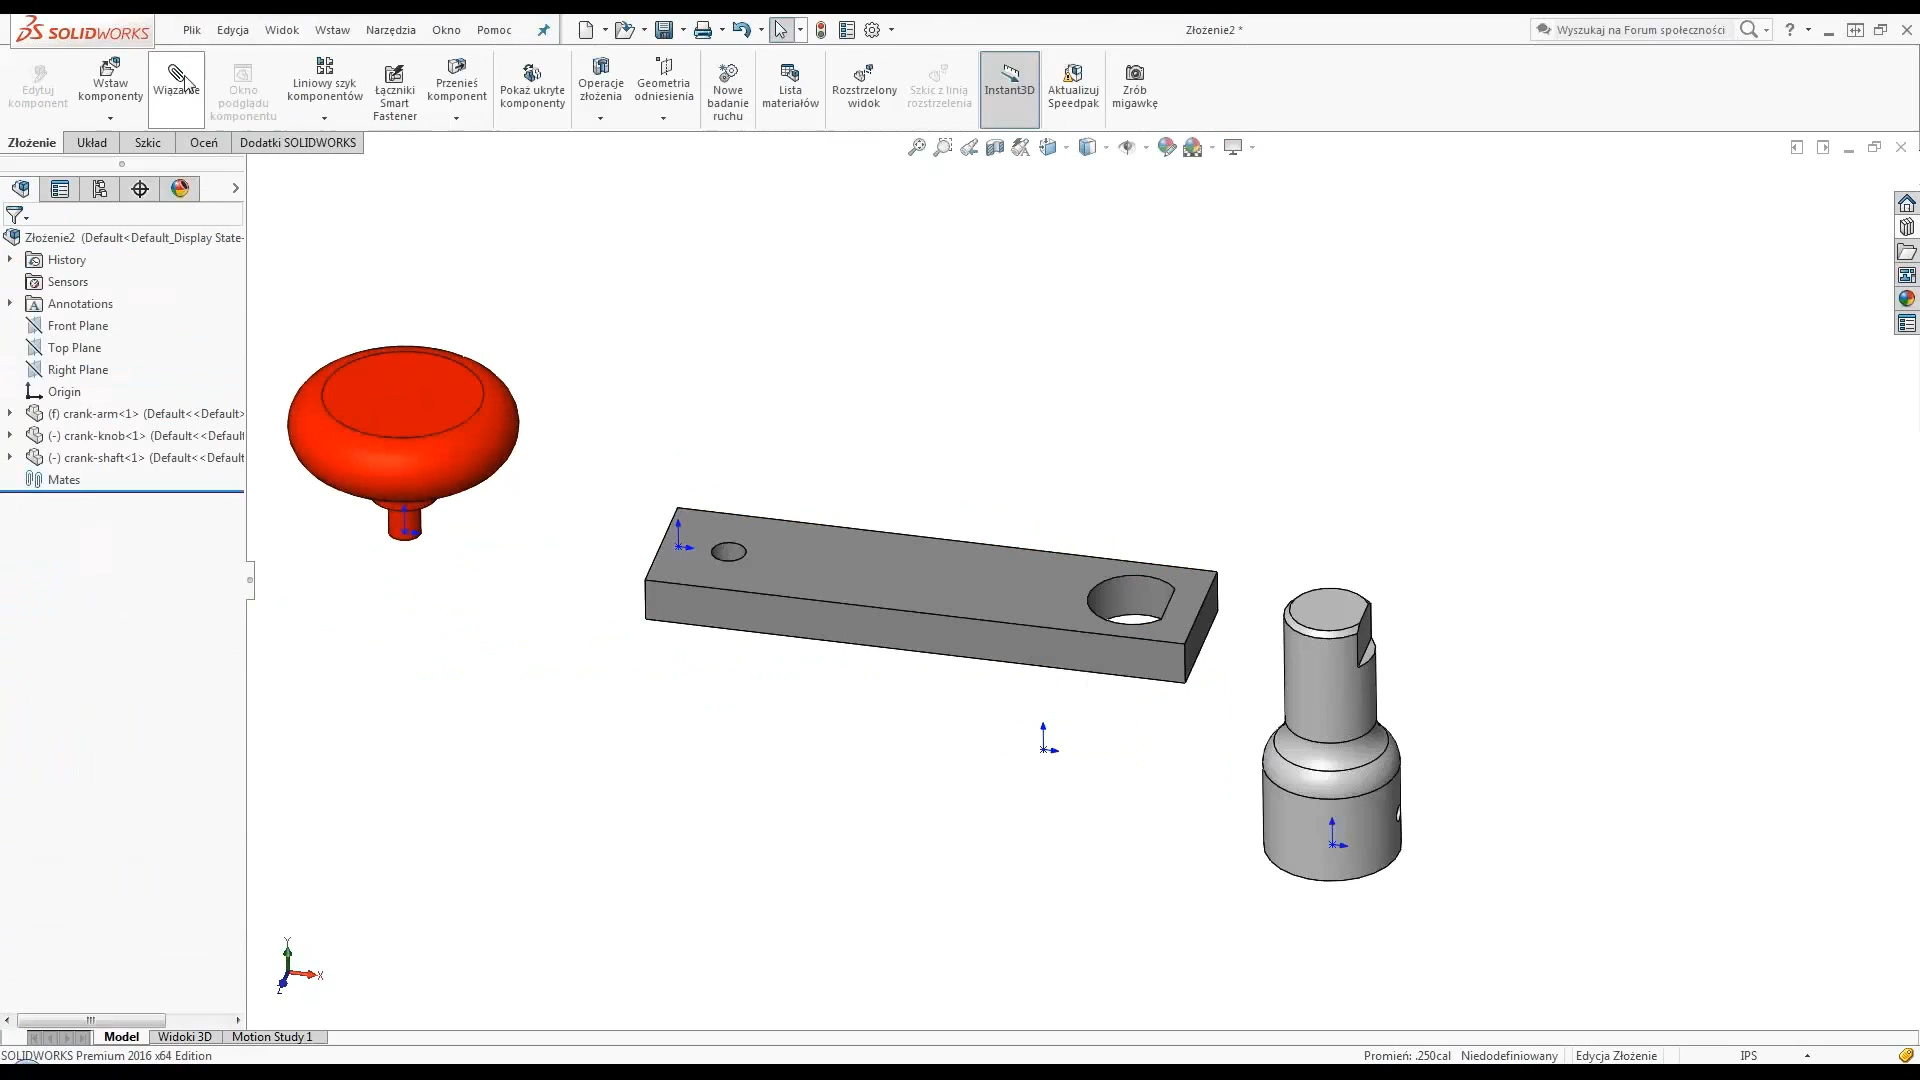 SOLIDWORKS
Plik Edycja Widok Wstaw Narzędzia Okno Pomoc
Złożenie2 *
Wyszukaj na Forum społeczności
?
Edytuj komponent
Wstaw komponenty
Wiązanie
Okno podglądu komponentu
Liniowy szyk komponentów
Łączniki Smart Fastener
Przenieś komponent
Pokaż ukryte komponenty
Operacje złożenia
Geometria odniesienia
Nowe badanie ruchu
Lista materiałów
Rozstrzelony widok
Szkic z linią rozstrzelenia
Instant3D
Aktualizuj Speedpak
Zrób migawkę
Złożenie Układ Szkic Oceń Dodatki SOLIDWORKS
Złożenie2 (Default<Default_Display State-
History
Sensors
Annotations
Front Plane
Top Plane
Right Plane
Origin
(f) crank-arm<1> (Default<<Default>
(-) crank-knob<1> (Default<<Default
(-) crank-shaft<1> (Default<<Default
Mates
Y
X
Z
Model Widoki 3D Motion Study 1
SOLIDWORKS Premium 2016 x64 Edition
Promień: .250cal Niedodefiniowany Edycja Złożenie IPS